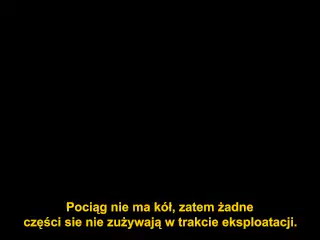 Pociąg nie ma kół, zatem żadne
części sie nie zużywają w trakcie eksploatacji.